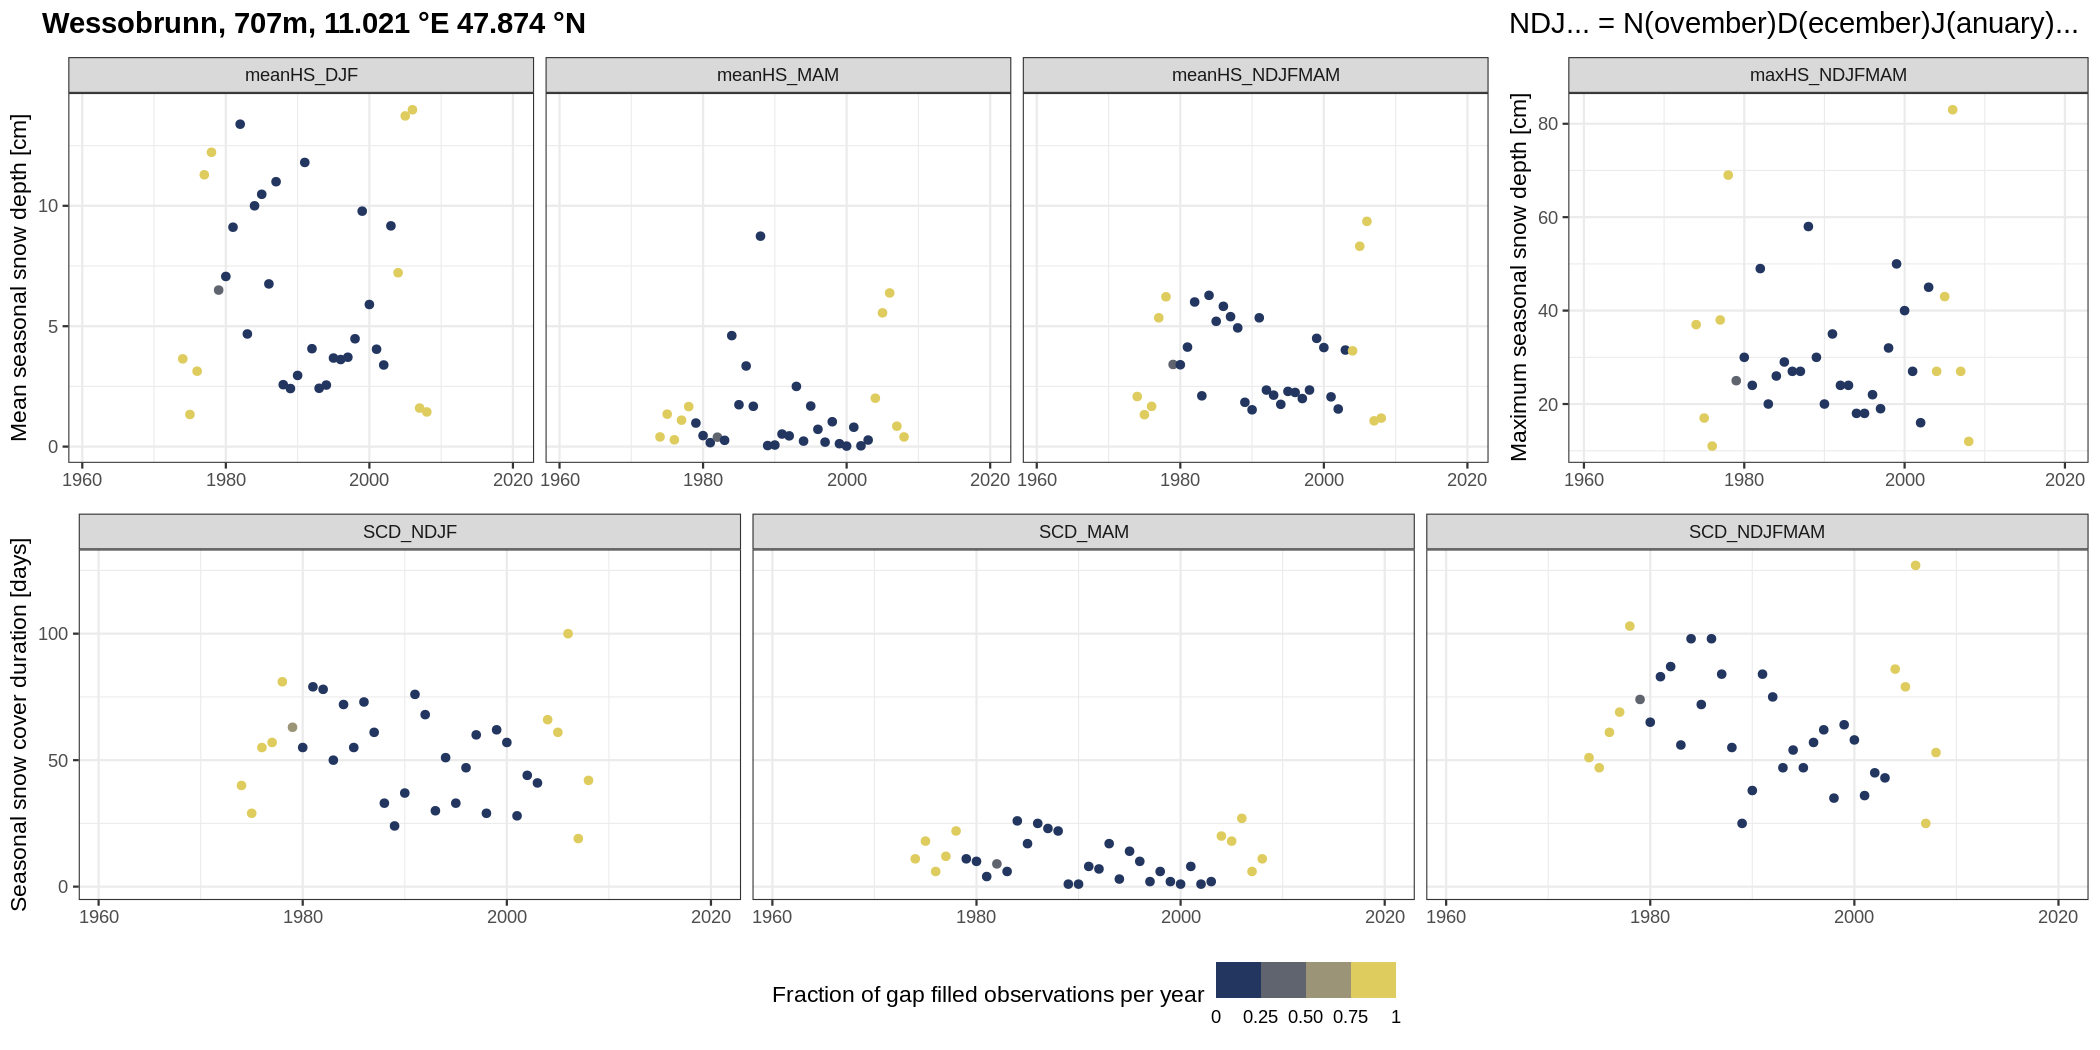 Wessobrunn, 707m, 11.021 °E 47.874 °N
NDJ... = N(ovember)D(ecember)J(anuary)...
meanHS_DJF
meanHS_MAM
meanHS_NDJFMAM
maxHS_NDJFMAM
Mean seasonal snow depth [cm]
10
5
0
1960 1980 2000 2020
1960 1980 2000 2020
1960 1980 2000 2020
Maximum seasonal snow depth [cm]
80
60
40
20
1960 1980 2000 2020
SCD_NDJF
SCD_MAM
SCD_NDJFMAM
Seasonal snow cover duration [days]
100
50
0
1960 1980 2000 2020
1960 1980 2000 2020
1960 1980 2000 2020
Fraction of gap filled observations per year
0 0.25 0.50 0.75 1